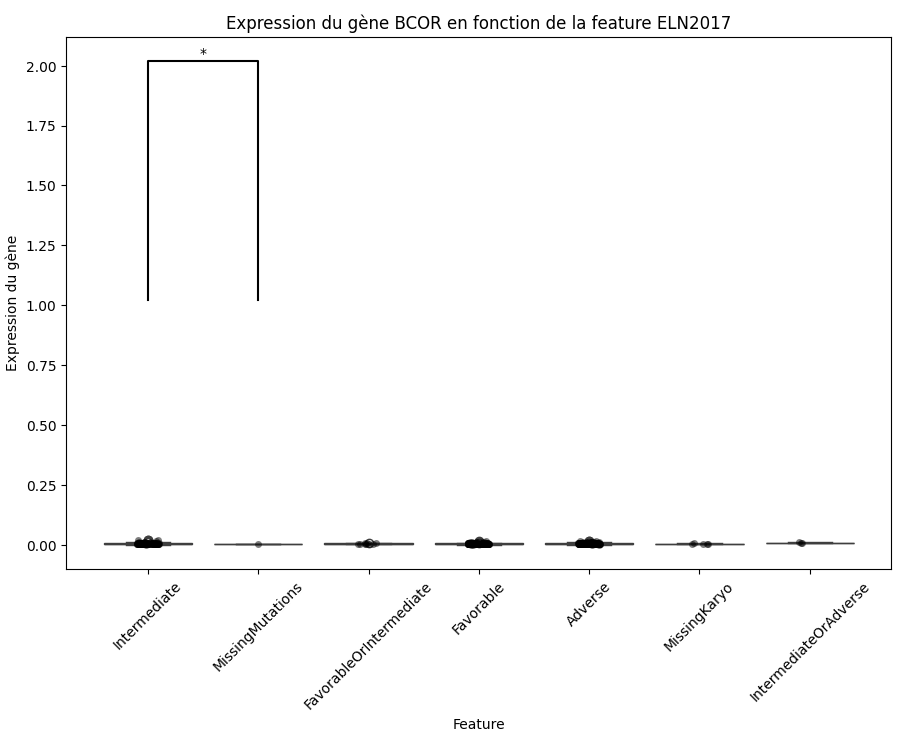 Expression du gène BCOR en fonction de la feature ELN2017
*
2.00
1.75
1.50
1.25
1.00
0.75
0.50
0.25
0.00
Expression du gène
Intermediate
MissingMutations
FavorableOrIntermediate
Favorable
Adverse
MissingKaryo
IntermediateOrAdverse
Feature